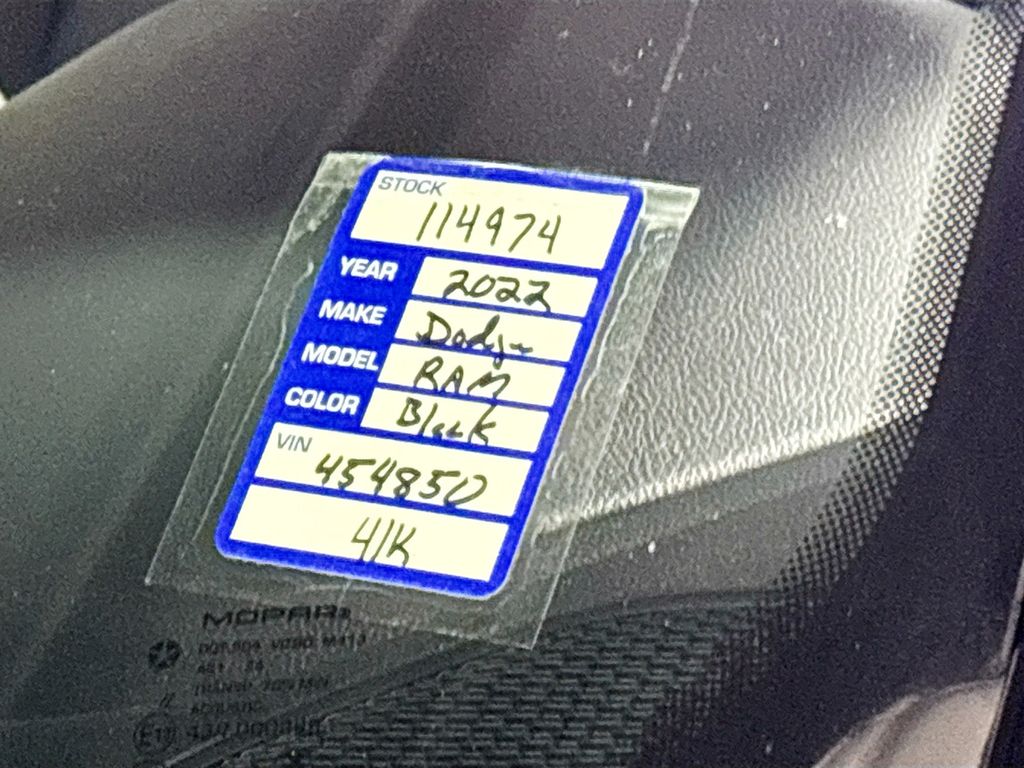 STOCK
114974
YEAR 2022
MAKE Dodge
MODEL RAM
COLOR Black
VIN
454850
41K
MOPAR®